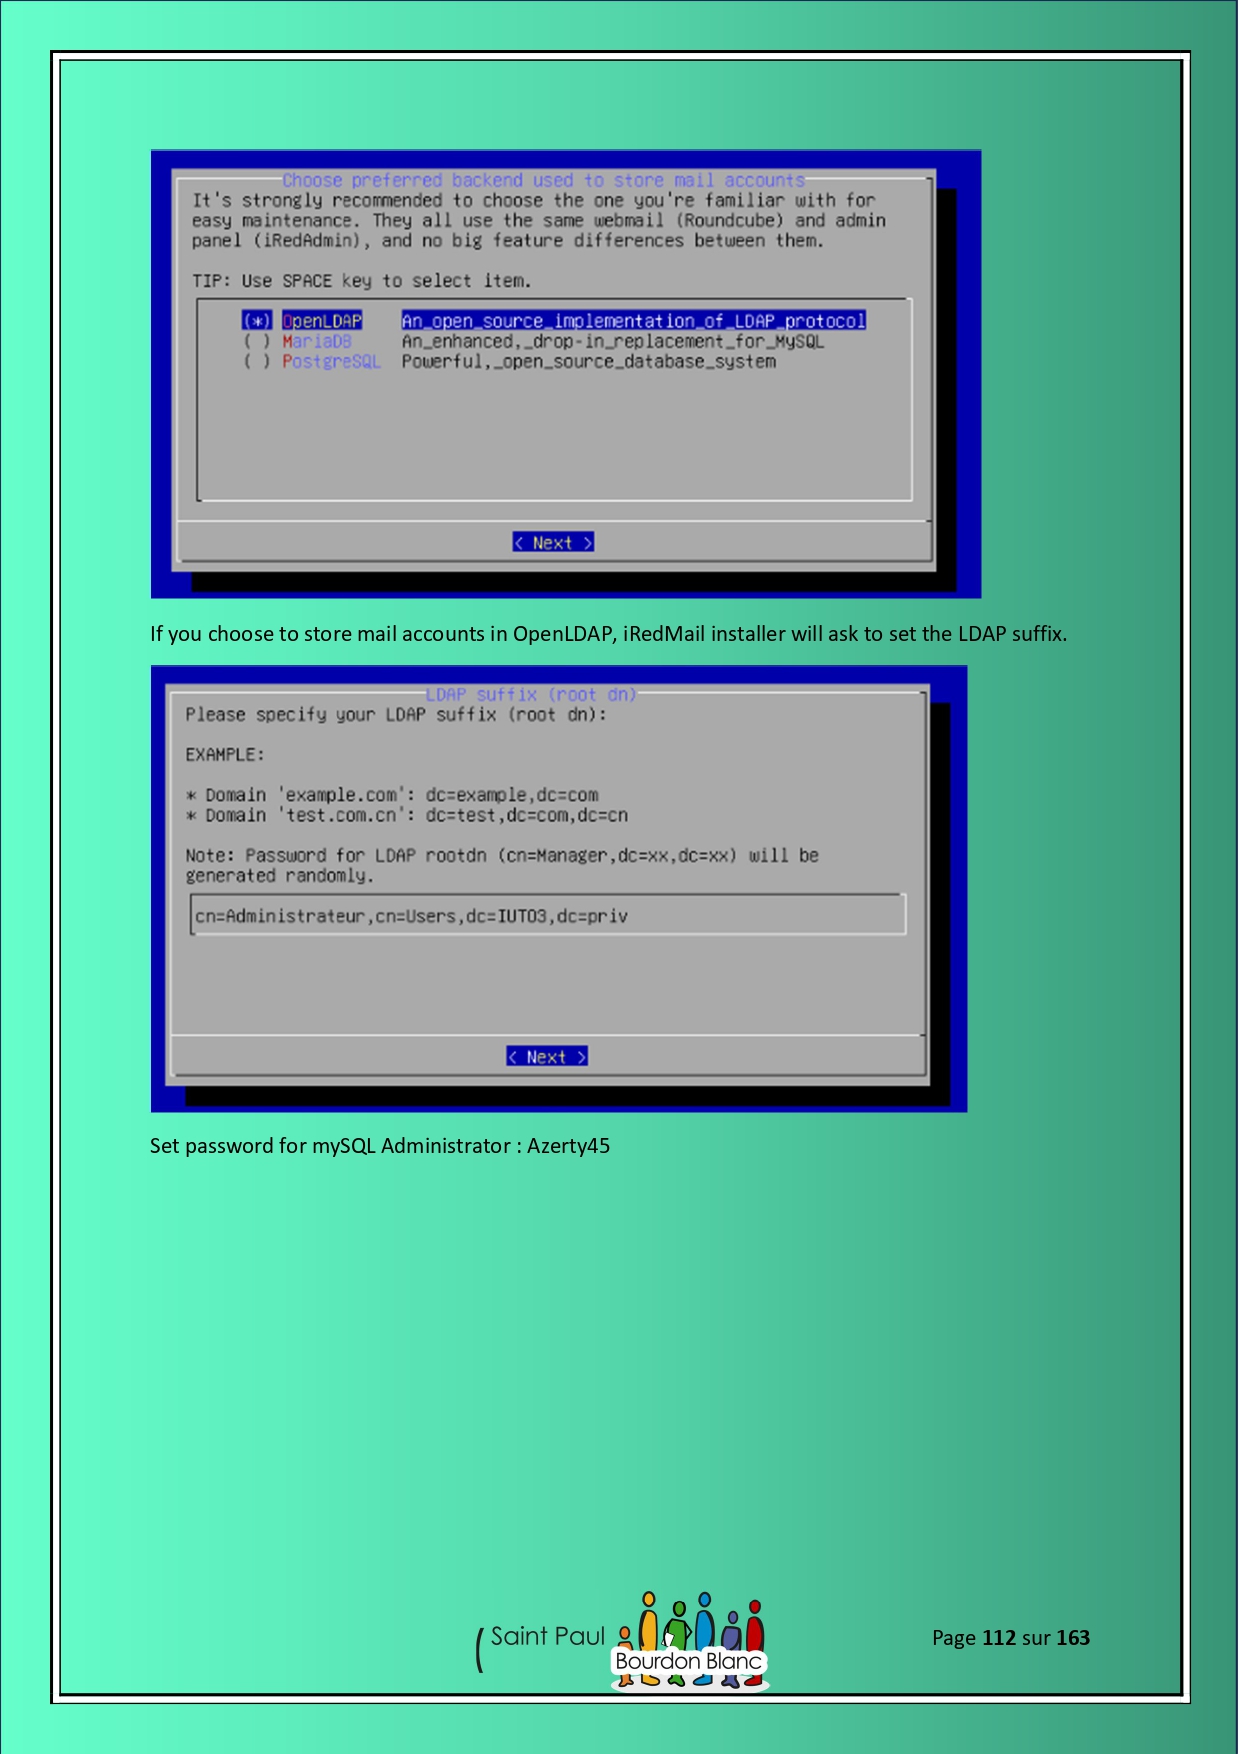 Choose preferred backend used to store mail accounts
It's strongly recommended to choose the one you're familiar with for
easy maintenance. They all use the same webmail (Roundcube) and admin
panel (iRedAdmin), and no big feature differences between them.
TIP: Use SPACE key to select item.
(*) OpenLDAP An_open_source_implementation_of_LDAP_protocol
( ) MariaDB An_enhanced,_drop-in_replacement_for_MySQL
( ) PostgreSQL Powerful,_open_source_database_system
< Next >
If you choose to store mail accounts in OpenLDAP, iRedMail installer will ask to set the LDAP suffix.
LDAP suffix (root dn)
Please specify your LDAP suffix (root dn):
EXAMPLE:
* Domain 'example.com': dc=example,dc=com
* Domain 'test.com.cn': dc=test,dc=com,dc=cn
Note: Password for LDAP rootdn (cn=Manager,dc=xx,dc=xx) will be
generated randomly.
cn=Administrateur,cn=Users,dc=IUT03,dc=priv
< Next >
Set password for mySQL Administrator : Azerty45
Saint Paul
Bourdon Blanc
Page 112 sur 163